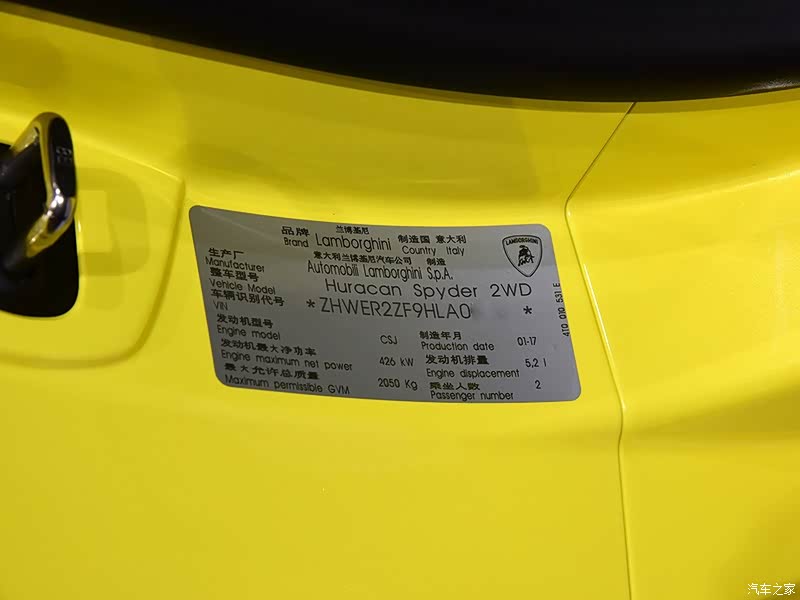 品牌 兰博基尼 制造国 意大利
Brand Lamborghini Country Italy
生产厂 意大利兰博基尼汽车公司 制造
Manufacturer Automobili Lamborghini S.p.A.
整车型号
Vehicle Model Huracan Spyder 2WD
车辆识别代号
VIN *ZHWER2ZF9HLA0 *
发动机型号 制造年月
Engine model CSJ Production date 01-17
发动机最大净功率 发动机排量
Engine maximum net power 426 kW Engine displacement 5,2 l
最大允许总质量 乘坐人数
Maximum permissible GVM 2050 Kg Passenger number 2
4T0 010 531 E
LAMBORGHINI
汽车之家